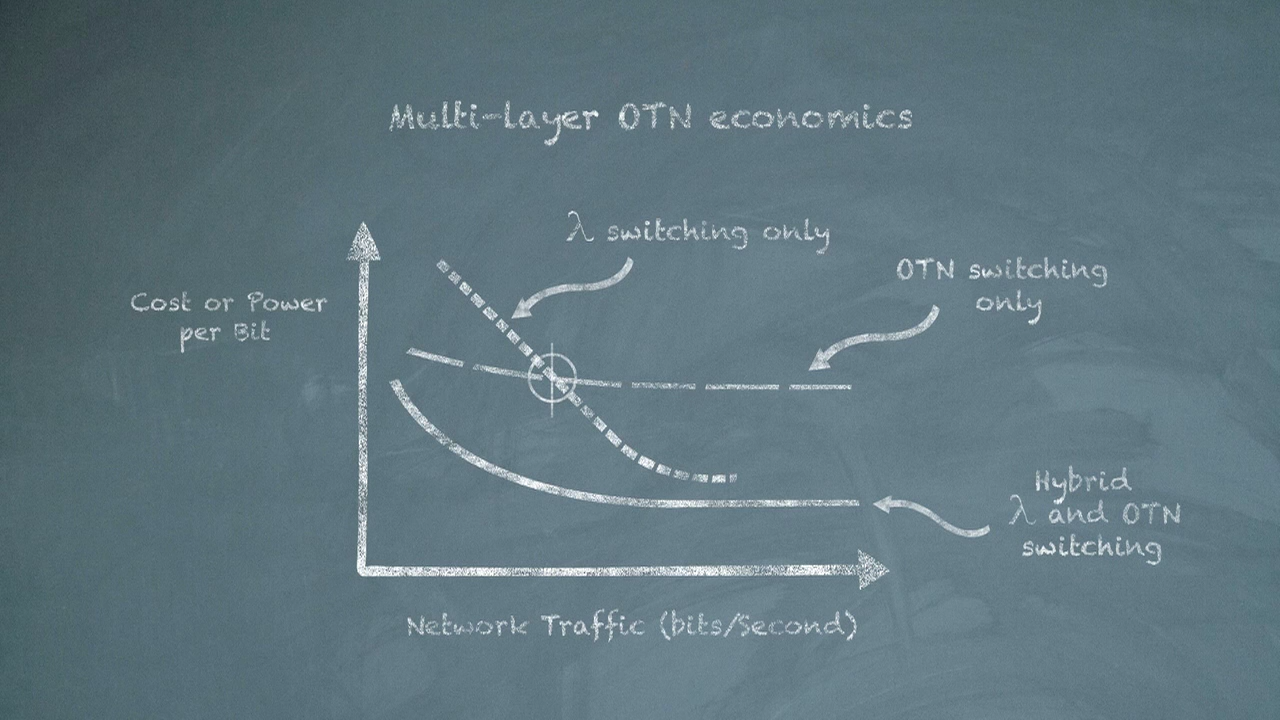 Multi-layer OTN economics
λ switching only
OTN switching
only
Cost or Power
per Bit
Hybrid
λ and OTN
switching
Network Traffic (bits/Second)